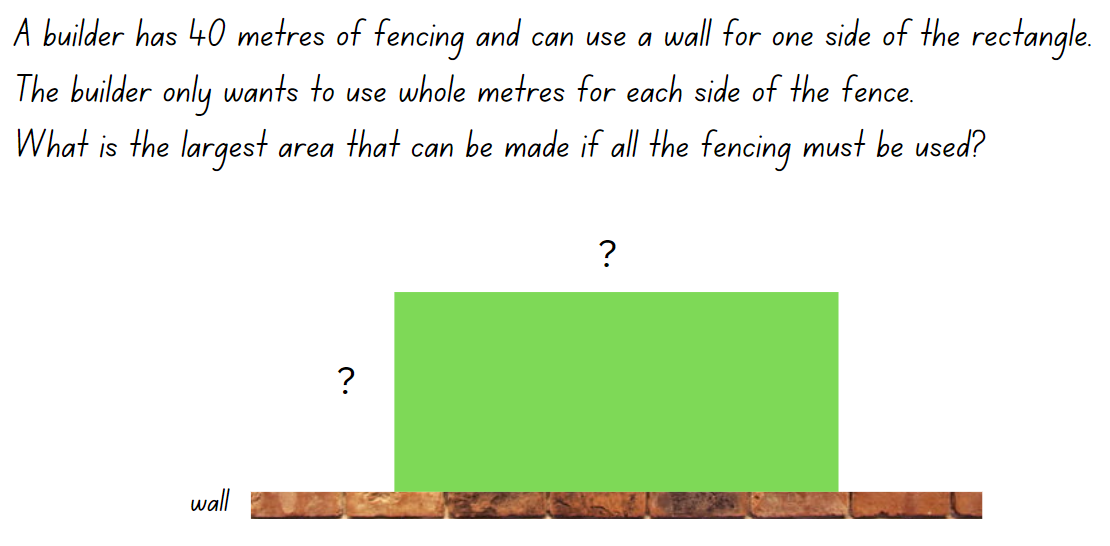 A builder has 40 metres of fencing and can use a wall for one side of the rectangle.
The builder only wants to use whole metres for each side of the fence.
What is the largest area that can be made if all the fencing must be used?
?
?
wall